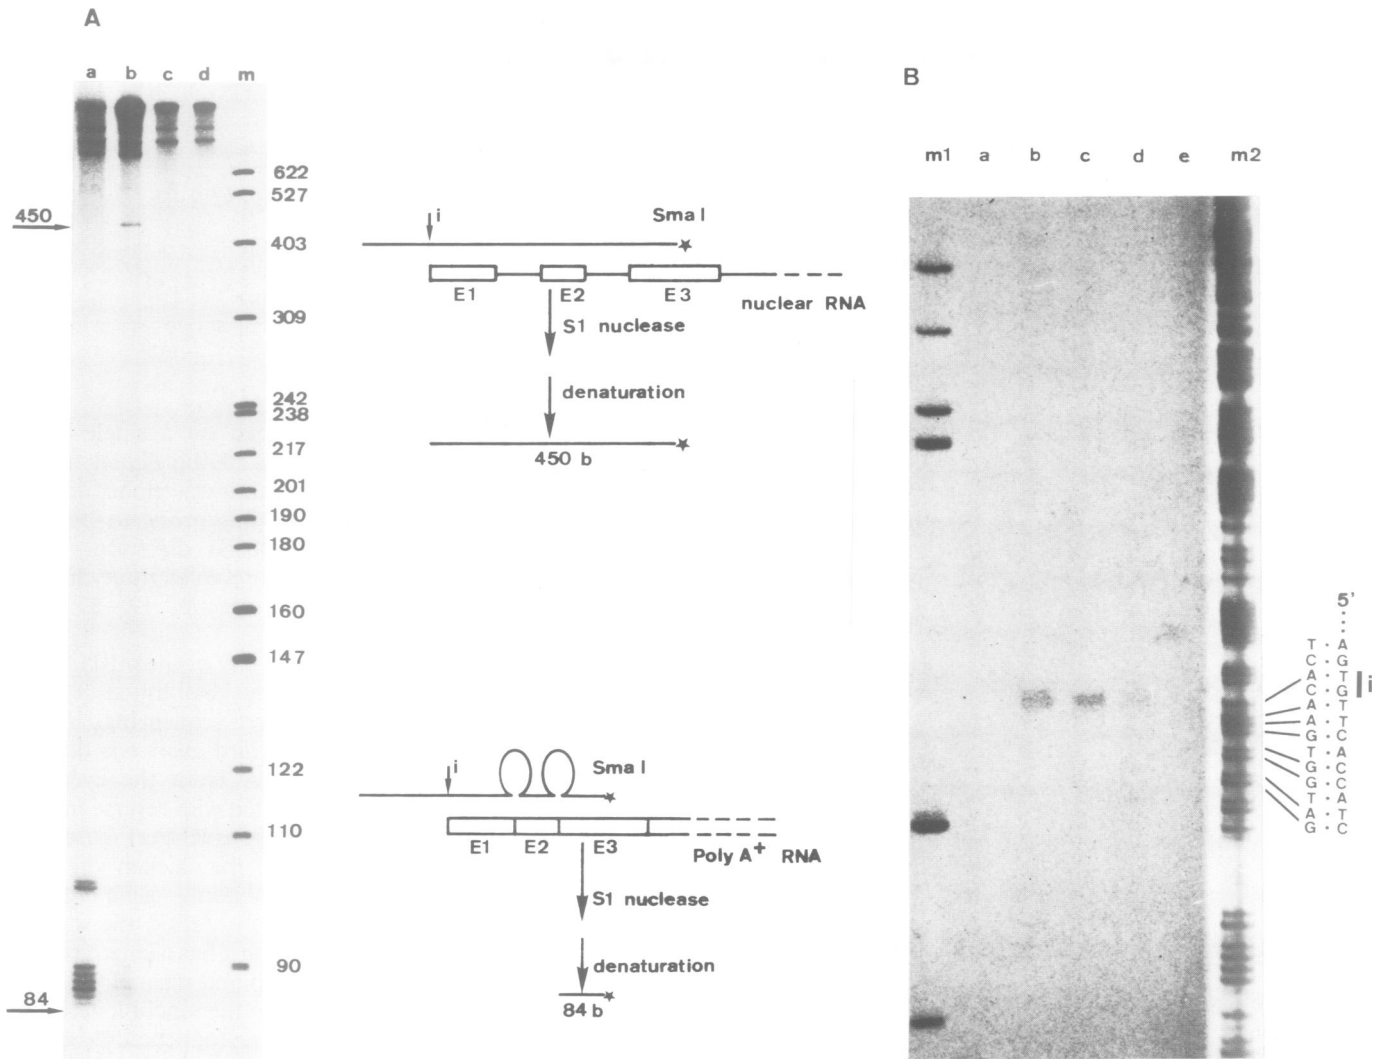 A
a b c d m
622
527
450
403
309
242
238
217
201
190
180
160
147
122
110
90
84
i
Sma I
E1 E2 E3
nuclear RNA
S1 nuclease
denaturation
450 b
i
Sma I
E1 E2 E3
Poly A+ RNA
S1 nuclease
denaturation
84 b
B
m1 a b c d e m2
5'
T · A
C · G
A · T
C · G
i
A · T
A · T
G · C
T · A
G · C
G · C
T · A
A · T
G · C